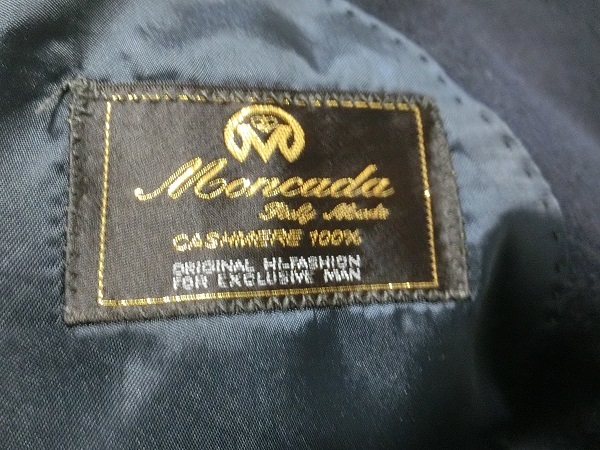 M
Moncada
Italy Made
CASHMERE 100%
ORIGINAL HI-FASHION
FOR EXCLUSIVE MAN